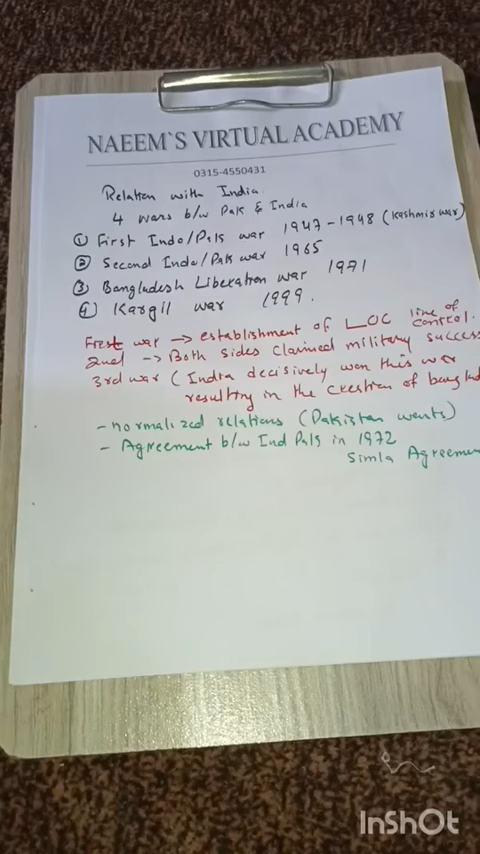 NAEEM`S VIRTUAL ACADEMY
0315-4550431
Relation with India.
4 wars b/w Pak & India
① First Indo/Pak war 1947-1948 (Kashmir war)
② Second Indo/Pak war 1965
③ Bangladesh Liberation war 1971
④ Kargil war 1999.
First war → establishment of LOC line of control.
2nd → Both sides claimed military success
3rd war (India decisively won this war
resulting in the creation of bang
- normalized relations (Pakistan wants)
- Agreement b/w Ind Pak in 1972
Simla Agreemen
InShOt